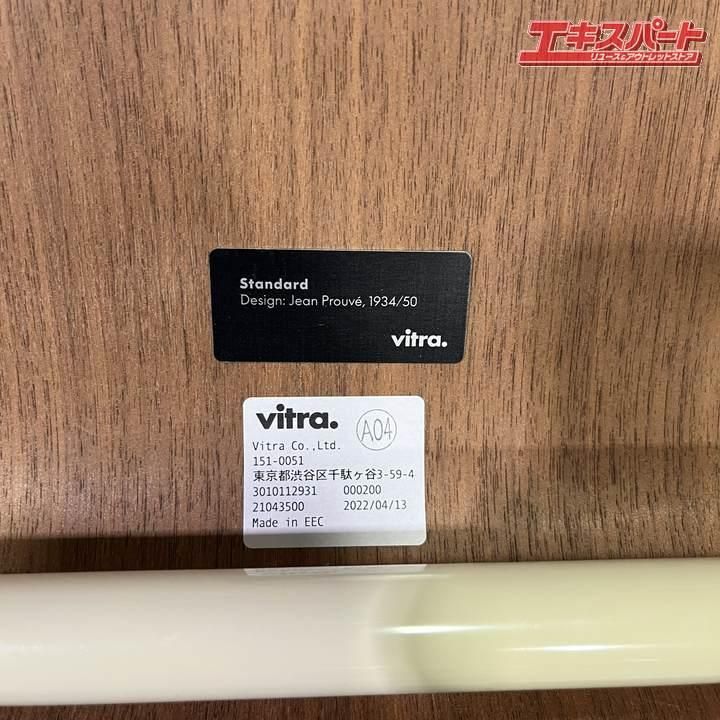 エキスパート
リユース&アウトレットストア
Standard
Design: Jean Prouvé, 1934/50
vitra.
vitra.
A04
Vitra Co.,Ltd.
151-0051
東京都渋谷区千駄ヶ谷3-59-4
3010112931 000200
21043500 2022/04/13
Made in EEC